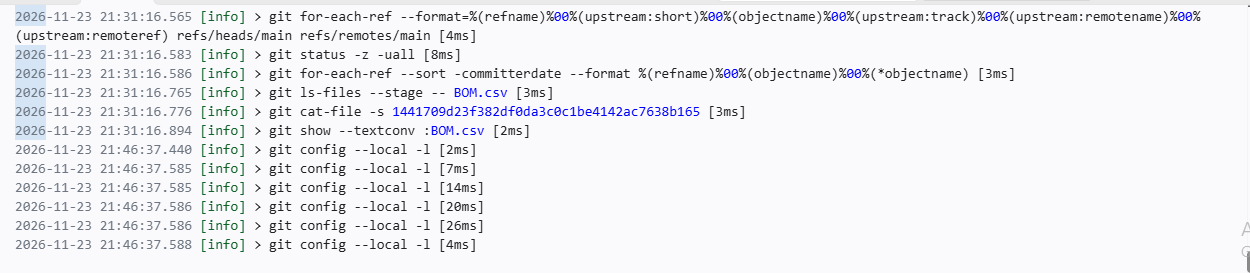 2026-11-23 21:31:16.565 [info] > git for-each-ref --format=%(refname)%00%(upstream:short)%00%(objectname)%00%(upstream:track)%00%(upstream:remotename)%00%
(upstream:remoteref) refs/heads/main refs/remotes/main [4ms]
2026-11-23 21:31:16.583 [info] > git status -z -uall [8ms]
2026-11-23 21:31:16.586 [info] > git for-each-ref --sort -committerdate --format %(refname)%00%(objectname)%00%(*objectname) [3ms]
2026-11-23 21:31:16.765 [info] > git ls-files --stage -- BOM.csv [3ms]
2026-11-23 21:31:16.776 [info] > git cat-file -s 1441709d23f382df0da3c0c1be4142ac7638b165 [3ms]
2026-11-23 21:31:16.894 [info] > git show --textconv :BOM.csv [2ms]
2026-11-23 21:46:37.440 [info] > git config --local -l [2ms]
2026-11-23 21:46:37.585 [info] > git config --local -l [7ms]
2026-11-23 21:46:37.585 [info] > git config --local -l [14ms]
2026-11-23 21:46:37.586 [info] > git config --local -l [20ms]
2026-11-23 21:46:37.586 [info] > git config --local -l [26ms]
2026-11-23 21:46:37.588 [info] > git config --local -l [4ms]